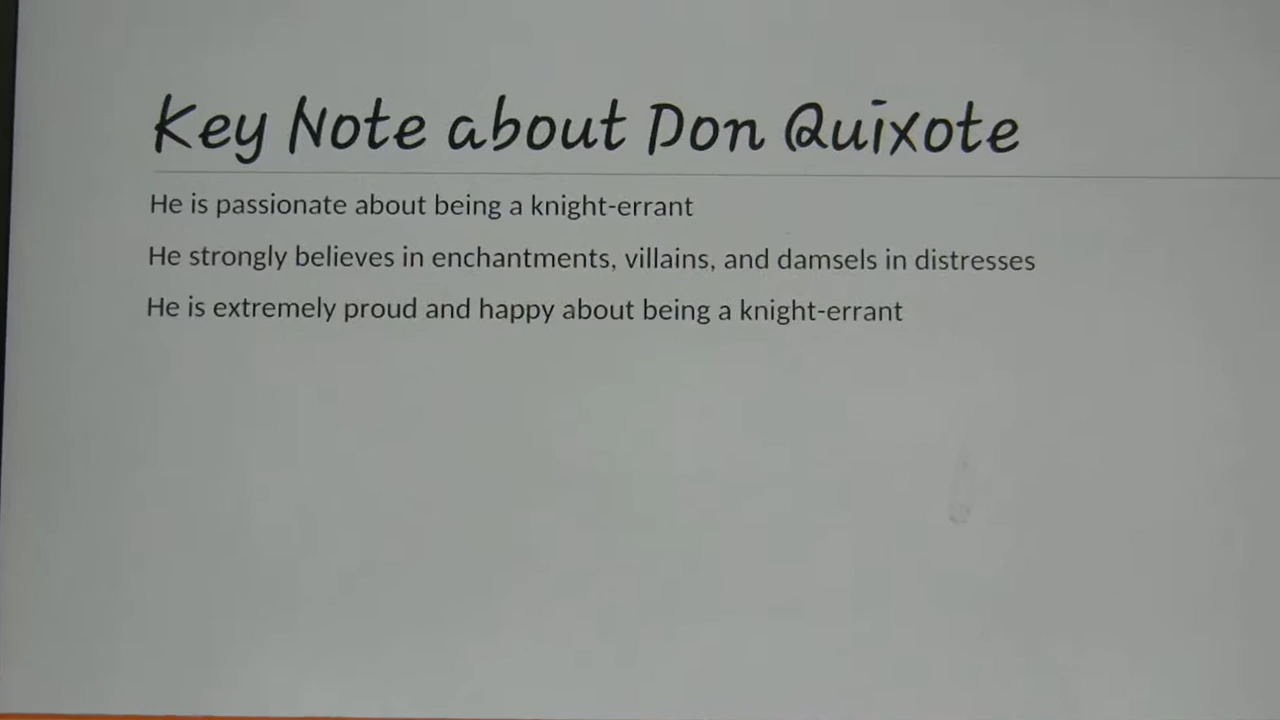 Key Note about Don Quixote
He is passionate about being a knight-errant
He strongly believes in enchantments, villains, and damsels in distresses
He is extremely proud and happy about being a knight-errant